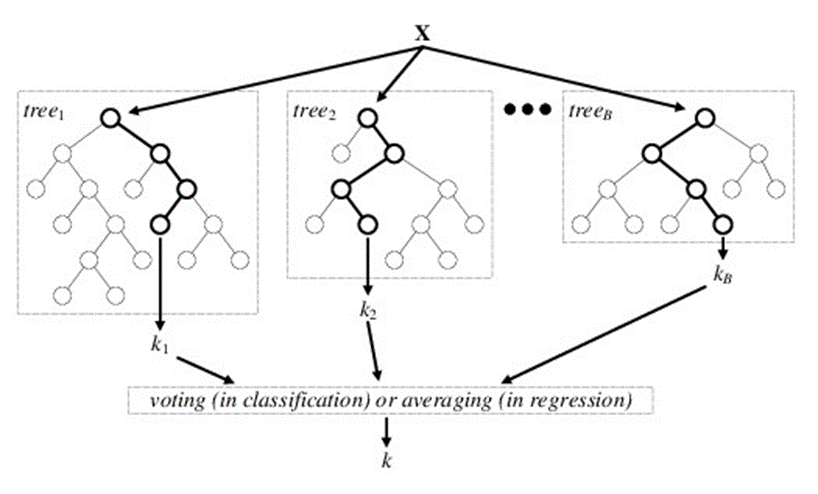 X
tree1
tree2
treeB
k1
k2
kB
voting (in classification) or averaging (in regression)
k